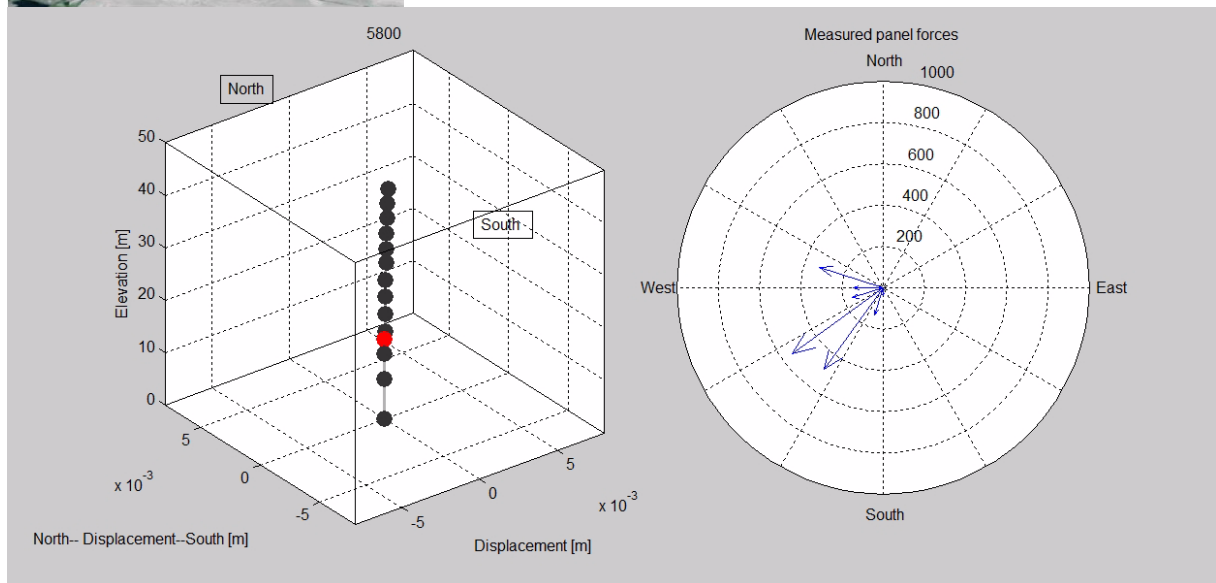 5800
North
50
40
30
20
10
0
Elevation [m]
South
5
0
-5
x 10^-3
North-- Displacement--South [m]
-5
0
5
x 10^-3
Displacement [m]
Measured panel forces
North
1000
800
600
400
200
West
East
South